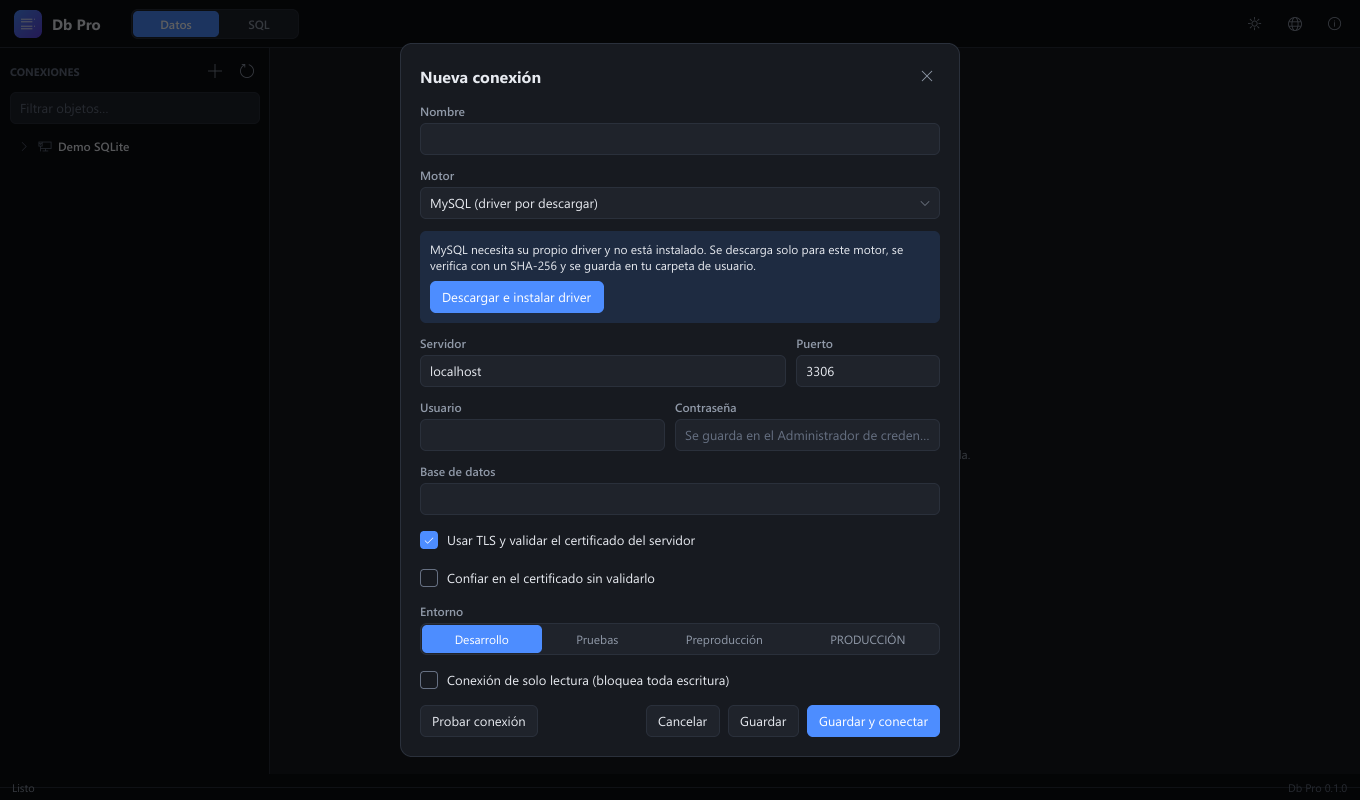 Db Pro
Datos
SQL
CONEXIONES
Filtrar objetos...
Demo SQLite
Nueva conexión
Nombre
Motor
MySQL (driver por descargar)
MySQL necesita su propio driver y no está instalado. Se descarga solo para este motor, se
verifica con un SHA-256 y se guarda en tu carpeta de usuario.
Descargar e instalar driver
Servidor
Puerto
localhost
3306
Usuario
Contraseña
Se guarda en el Administrador de creden...
Base de datos
da.
Usar TLS y validar el certificado del servidor
Confiar en el certificado sin validarlo
Entorno
Desarrollo
Pruebas
Preproducción
PRODUCCIÓN
Conexión de solo lectura (bloquea toda escritura)
Probar conexión
Cancelar
Guardar
Guardar y conectar
Listo
Db Pro 0.1.0